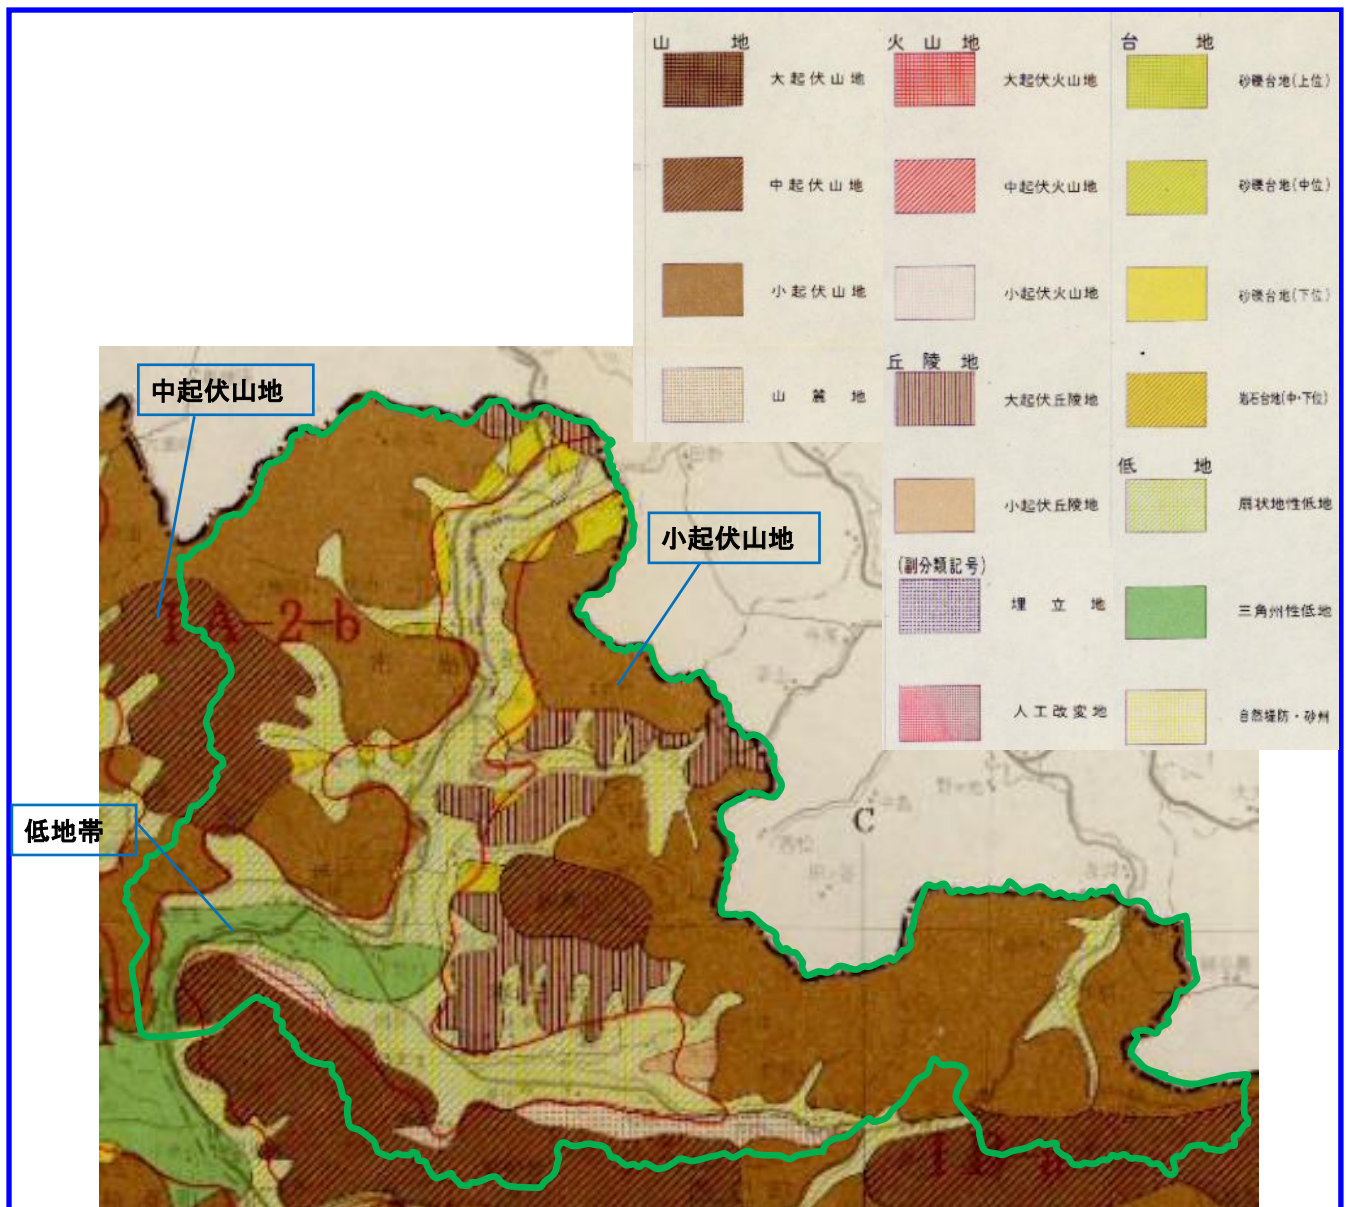 山地
大起伏山地
中起伏山地
小起伏山地
山麓地
火山地
大起伏火山地
中起伏火山地
小起伏火山地
丘陵地
大起伏丘陵地
小起伏丘陵地
(副分類記号)
埋立地
人工改変地
台地
砂礫台地(上位)
砂礫台地(中位)
砂礫台地(下位)
岩石台地(中・下位)
低地
扇状地性低地
三角州性低地
自然堤防・砂州
中起伏山地
小起伏山地
低地帯
ⅠA-2-b
C